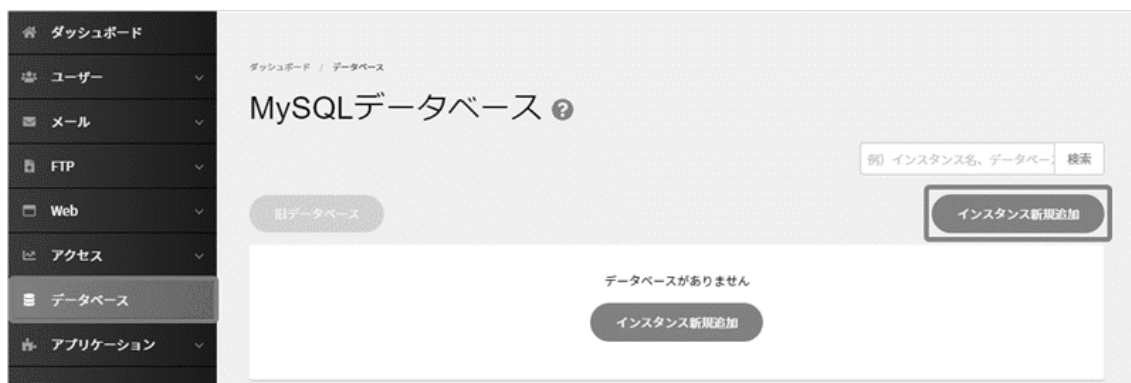 ダッシュボード
ユーザー
メール
FTP
Web
アクセス
データベース
アプリケーション
ダッシュボード / データベース
MySQLデータベース ?
例）インスタンス名、データベー
検索
旧データベース
インスタンス新規追加
データベースがありません
インスタンス新規追加